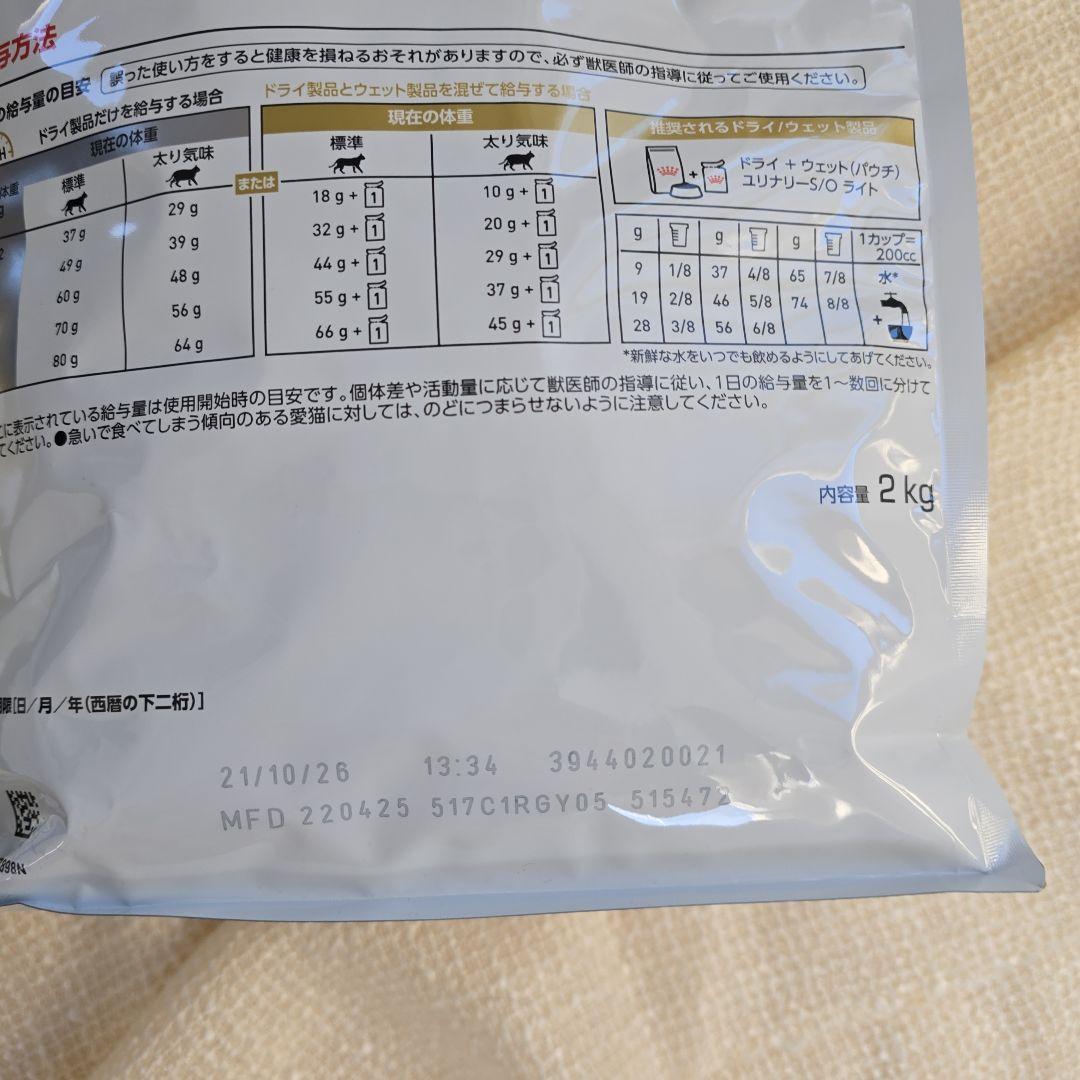 与方法
誤った使い方をすると健康を損ねるおそれがありますので、必ず獣医師の指導に従ってご使用ください。
の給与量の目安
ドライ製品だけを給与する場合
現在の体重
体重 標準 太り気味
g
37 g 29 g
49 g 39 g
60 g 48 g
70 g 56 g
80 g 64 g
または
ドライ製品とウェット製品を混ぜて給与する場合
現在の体重
標準 太り気味
18 g + 1 10 g + 1
32 g + 1 20 g + 1
44 g + 1 29 g + 1
55 g + 1 37 g + 1
66 g + 1 45 g + 1
推奨されるドライ/ウェット製品
+ ドライ + ウェット(パウチ)
ユリナリーS/O ライト
g g g 1カップ=
200cc
9 1/8 37 4/8 65 7/8 水*
19 2/8 46 5/8 74 8/8 +
28 3/8 56 6/8
*新鮮な水をいつでも飲めるようにしてあげてください。
に表示されている給与量は使用開始時の目安です。個体差や活動量に応じて獣医師の指導に従い、1日の給与量を1〜数回に分けて
てください。●急いで食べてしまう傾向のある愛猫に対しては、のどにつまらせないように注意してください。
内容量 2 kg
限[日/月/年(西暦の下二桁)]
21/10/26 13:34 3944020021
MFD 220425 517C1RGY05 515472